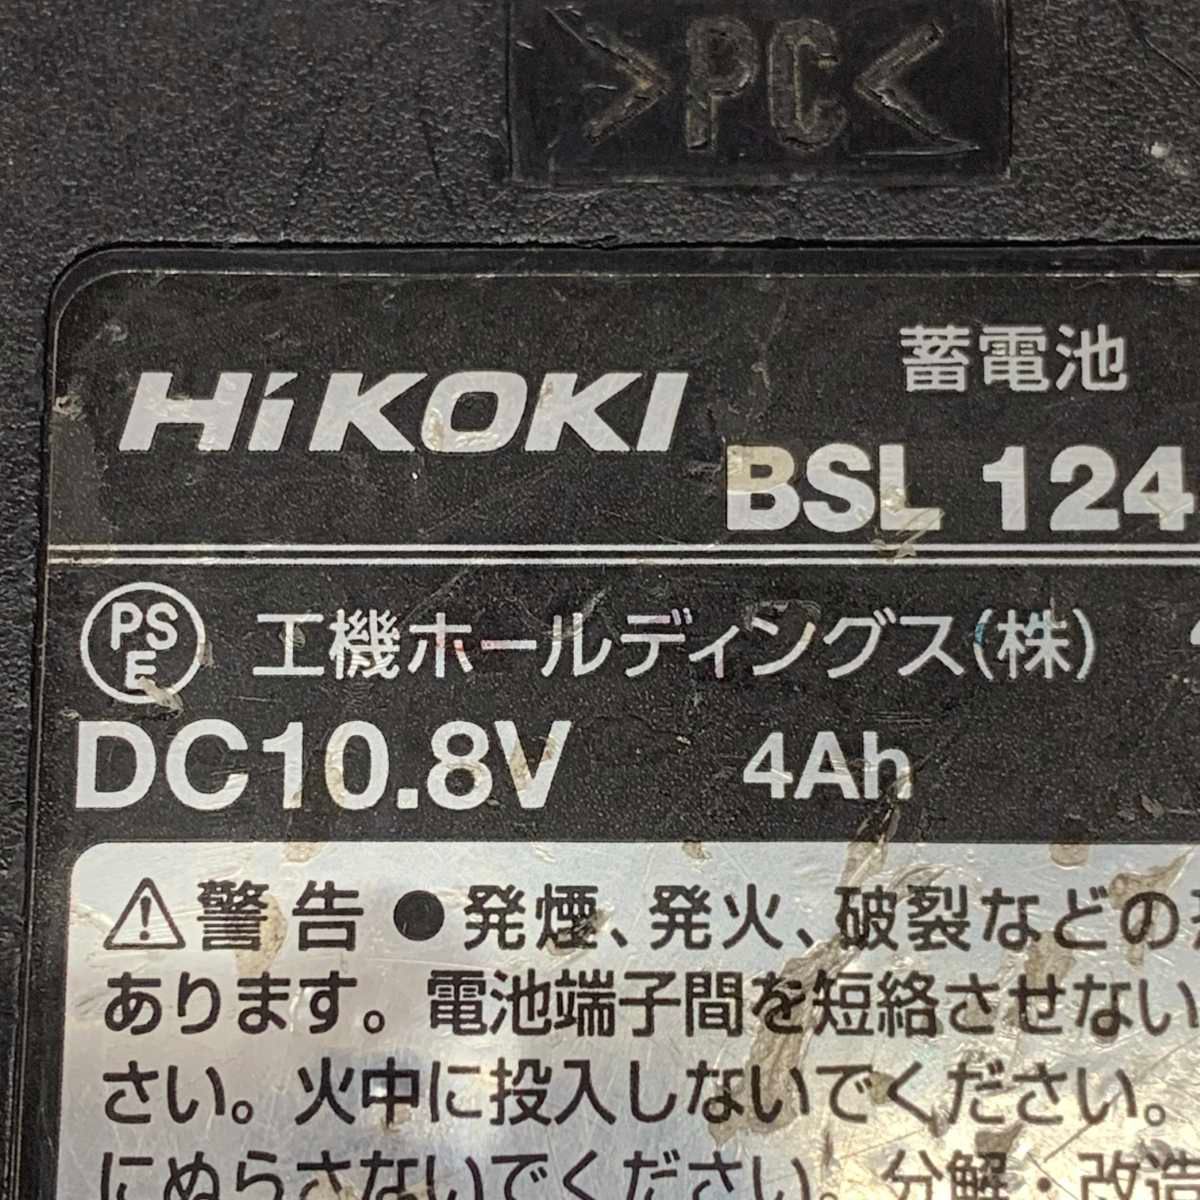 >PC<
蓄電池
HiKOKI
BSL 124
PSE 工機ホールディングス(株)
DC10.8V 4Ah
⚠警告 ●発煙、発火、破裂などの
あります。電池端子間を短絡させない
さい。火中に投入しないでください。
にぬらさないでください。分解・改造